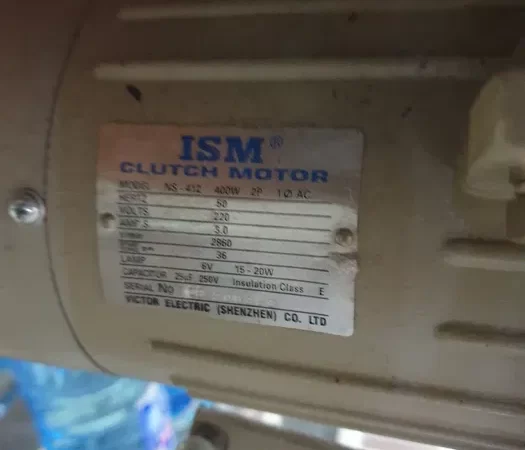 ISM®
CLUTCH MOTOR
MODEL NS-412 400W 2P 1Ø AC
HERTZ 50
VOLTS 220
AMP.S 3.0
2860
36
LAMP 6V 15-20W
CAPACITOR 25uF 250V Insulation Class E
SERIAL No
VICTOR ELECTRIC (SHENZHEN) CO. LTD